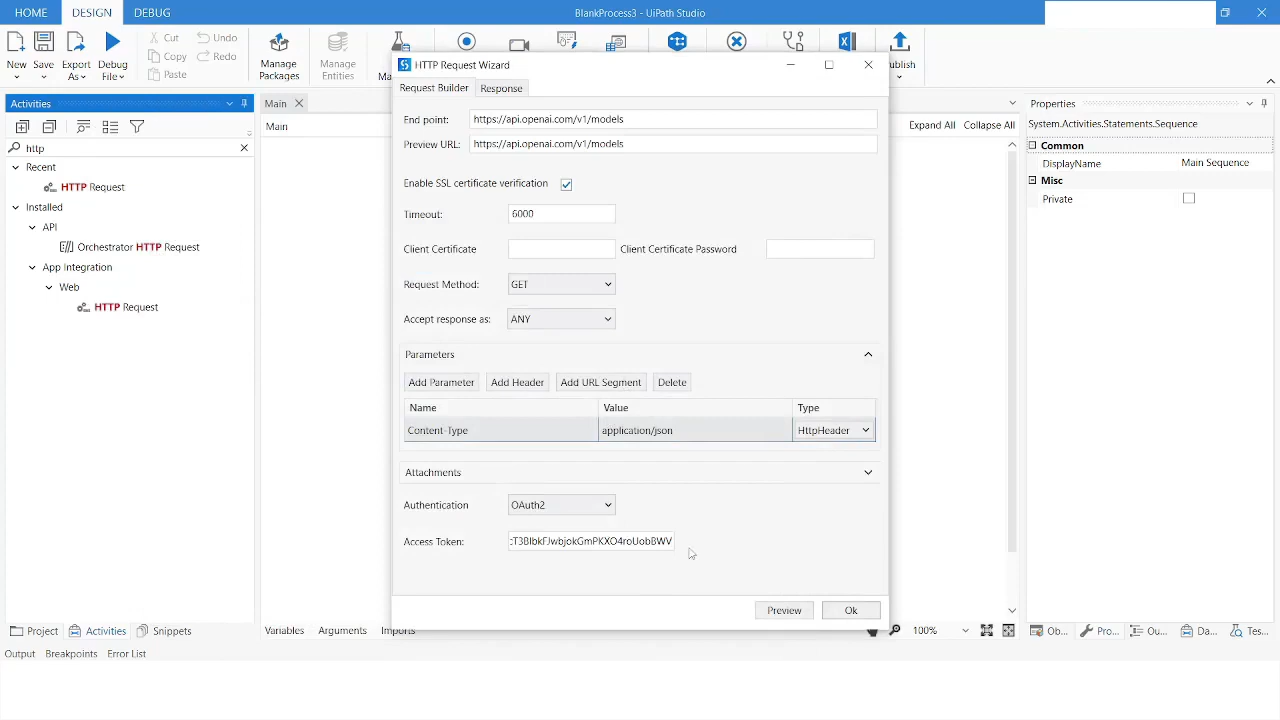 HOME DESIGN DEBUG BlankProcess3 - UiPath Studio
New Save Export As Debug File
Cut Copy Paste Undo Redo
Manage Packages Manage Entities
HTTP Request Wizard
Request Builder Response
End point: https://api.openai.com/v1/models
Preview URL: https://api.openai.com/v1/models
Enable SSL certificate verification
Timeout: 6000
Client Certificate Client Certificate Password
Request Method: GET
Accept response as: ANY
Parameters
Add Parameter Add Header Add URL Segment Delete
Name Value Type
Content-Type application/json HttpHeader
Attachments
Authentication OAuth2
Access Token: :T3BlbkFJwbjokGmPKXO4roUobBWV
Preview Ok
Activities
http
Recent
HTTP Request
Installed
API
Orchestrator HTTP Request
App Integration
Web
HTTP Request
Main
Main
Expand All Collapse All
Properties
System.Activities.Statements.Sequence
Common
DisplayName Main Sequence
Misc
Private
Project Activities Snippets
Variables Arguments Imports
100%
Ob... Pro... Ou... Da... Tes...
Output Breakpoints Error List